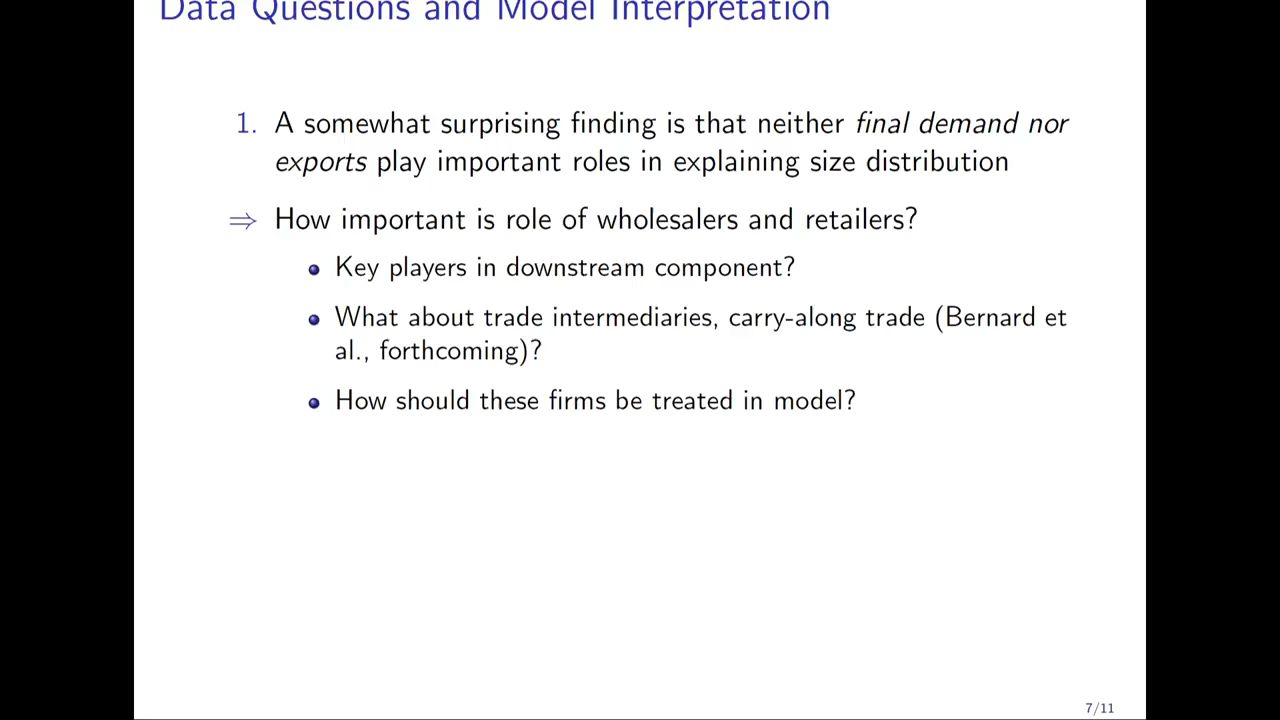 Data Questions and Model Interpretation
1. A somewhat surprising finding is that neither final demand nor
exports play important roles in explaining size distribution
⇒ How important is role of wholesalers and retailers?
• Key players in downstream component?
• What about trade intermediaries, carry-along trade (Bernard et
al., forthcoming)?
• How should these firms be treated in model?
7/11